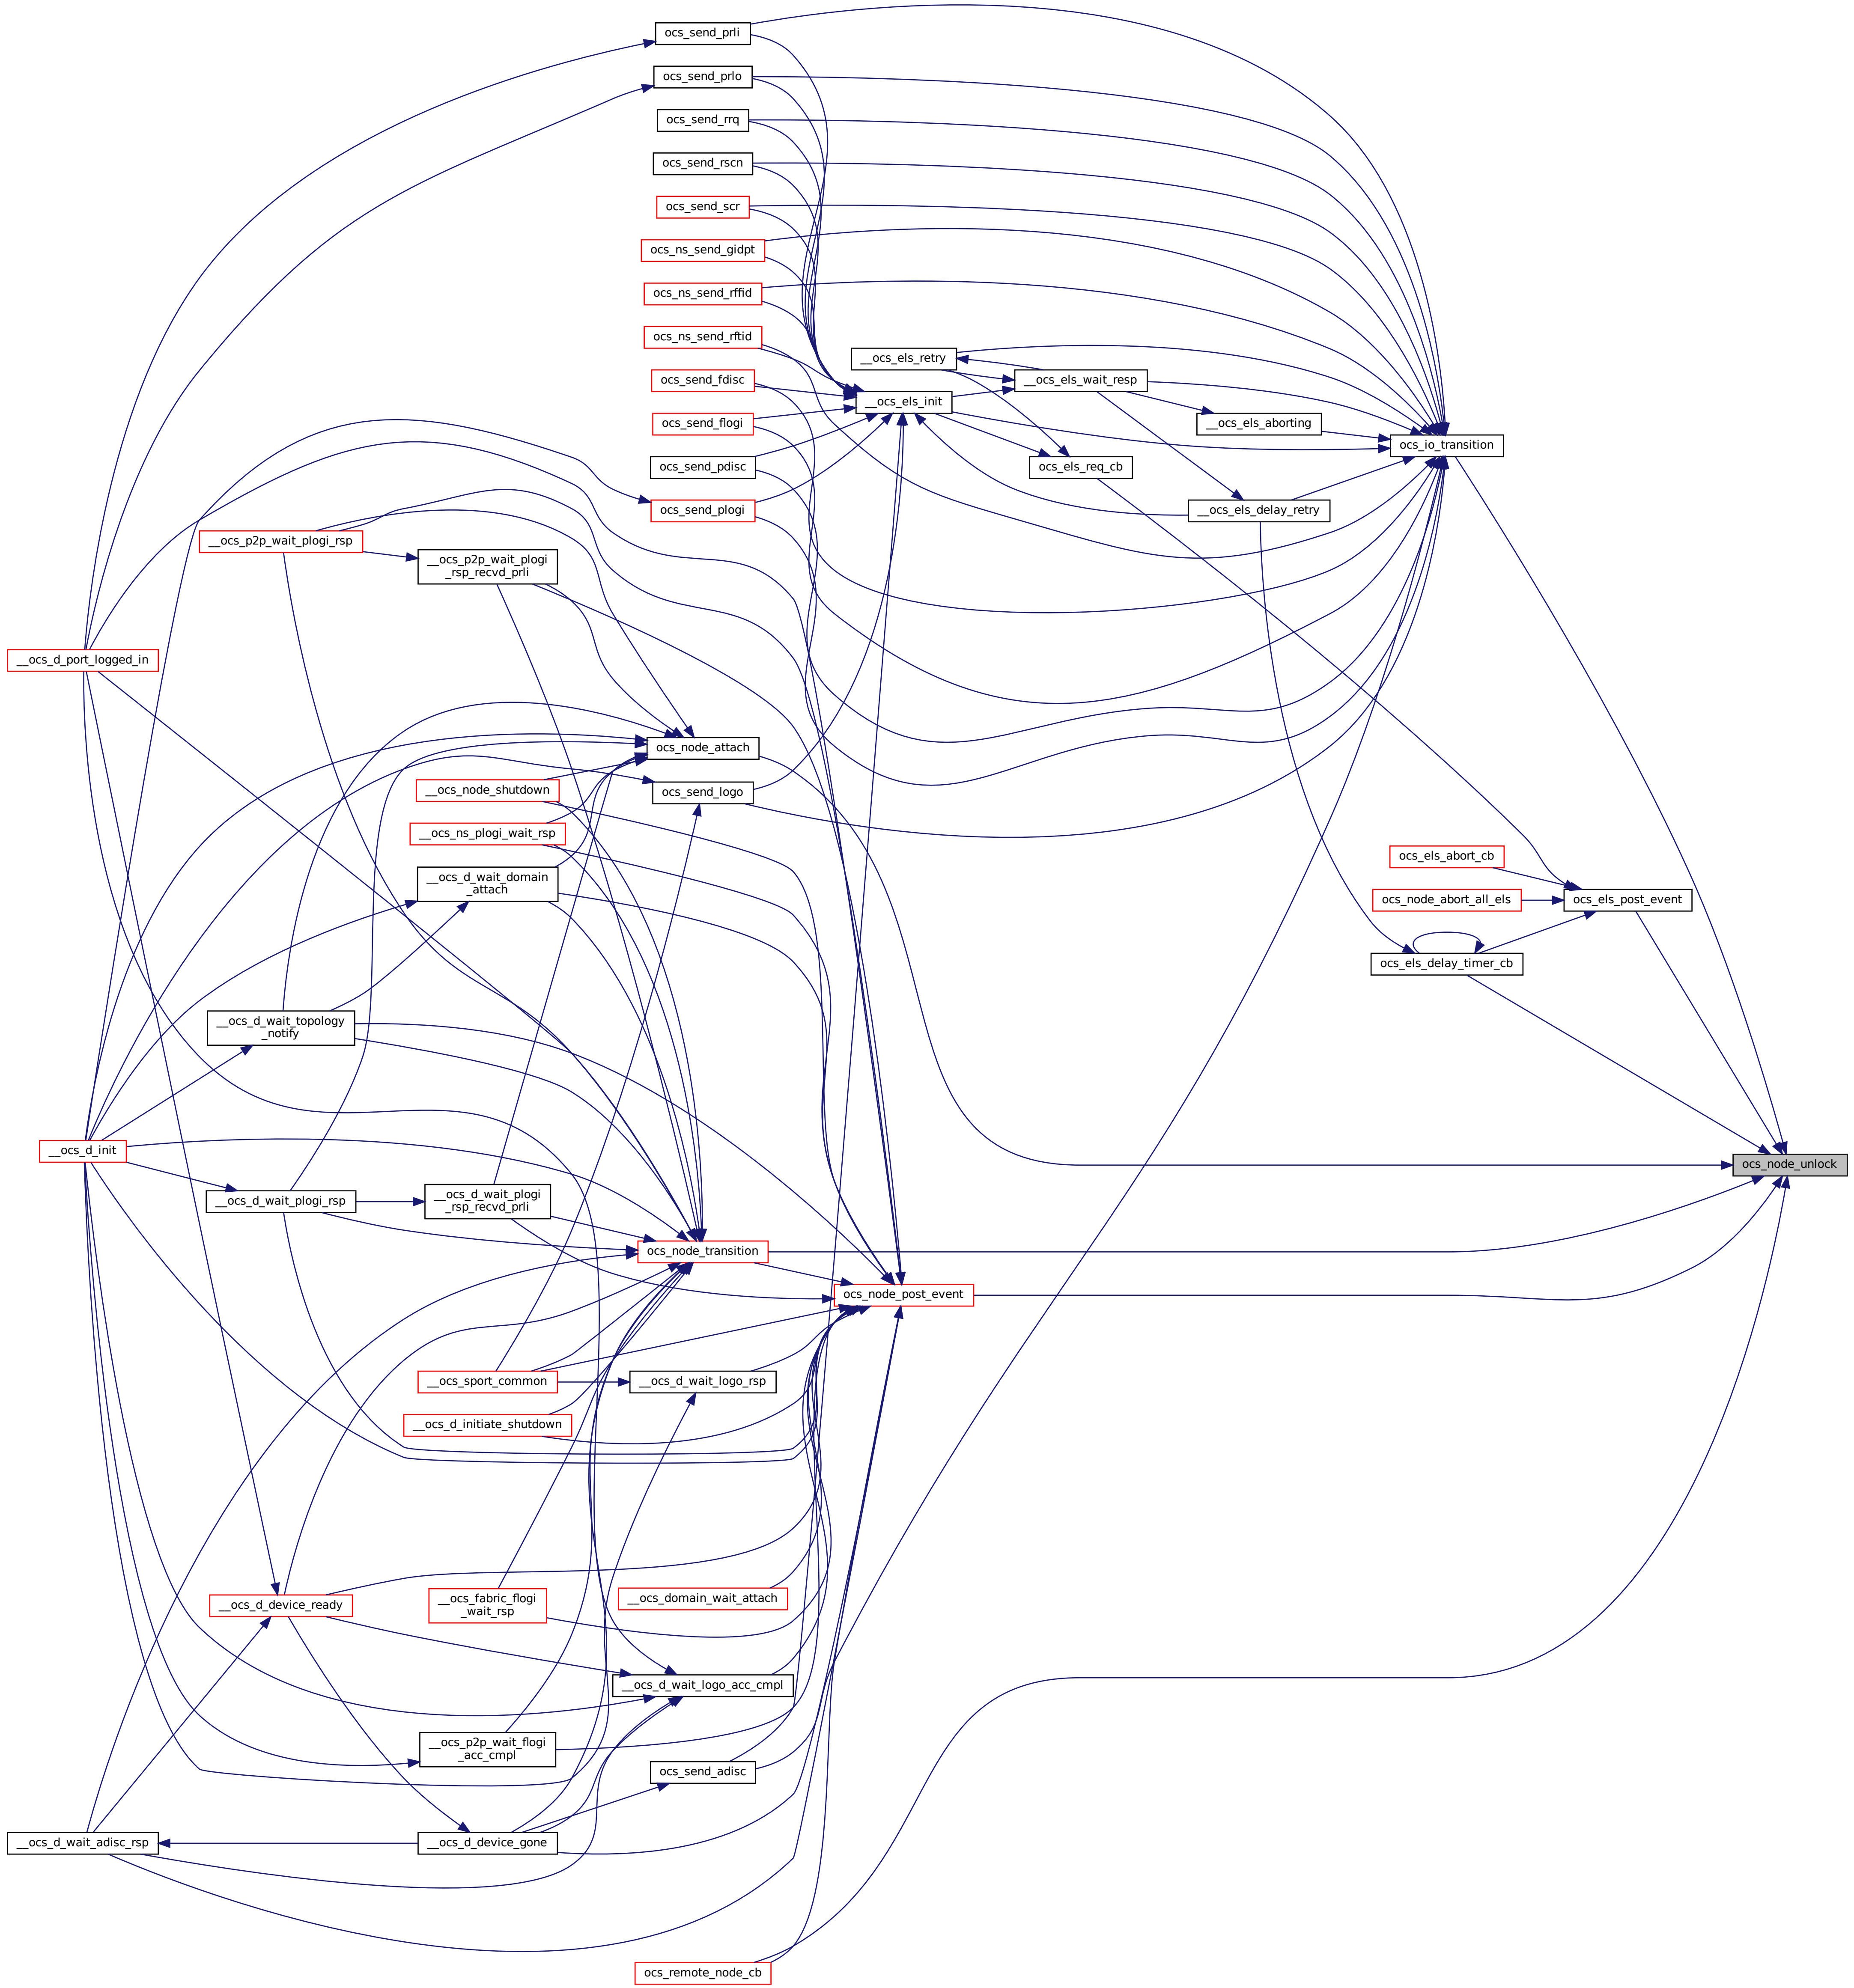 ocs_send_prli
ocs_send_prlo
ocs_send_rrq
ocs_send_rscn
ocs_send_scr
ocs_ns_send_gidpt
ocs_ns_send_rffid
ocs_ns_send_rftid
__ocs_els_retry
ocs_send_fdisc
__ocs_els_wait_resp
__ocs_els_init
ocs_send_flogi
__ocs_els_aborting
ocs_io_transition
ocs_send_pdisc
ocs_els_req_cb
ocs_send_plogi
__ocs_els_delay_retry
__ocs_p2p_wait_plogi_rsp
__ocs_p2p_wait_plogi
_rsp_recvd_prli
__ocs_d_port_logged_in
ocs_node_attach
__ocs_node_shutdown
ocs_send_logo
__ocs_ns_plogi_wait_rsp
ocs_els_abort_cb
__ocs_d_wait_domain
_attach
ocs_node_abort_all_els
ocs_els_post_event
ocs_els_delay_timer_cb
__ocs_d_wait_topology
_notify
__ocs_d_init
ocs_node_unlock
__ocs_d_wait_plogi_rsp
__ocs_d_wait_plogi
_rsp_recvd_prli
ocs_node_transition
ocs_node_post_event
__ocs_sport_common
__ocs_d_wait_logo_rsp
__ocs_d_initiate_shutdown
__ocs_d_device_ready
__ocs_fabric_flogi
_wait_rsp
__ocs_domain_wait_attach
__ocs_d_wait_logo_acc_cmpl
__ocs_p2p_wait_flogi
_acc_cmpl
ocs_send_adisc
__ocs_d_wait_adisc_rsp
__ocs_d_device_gone
ocs_remote_node_cb